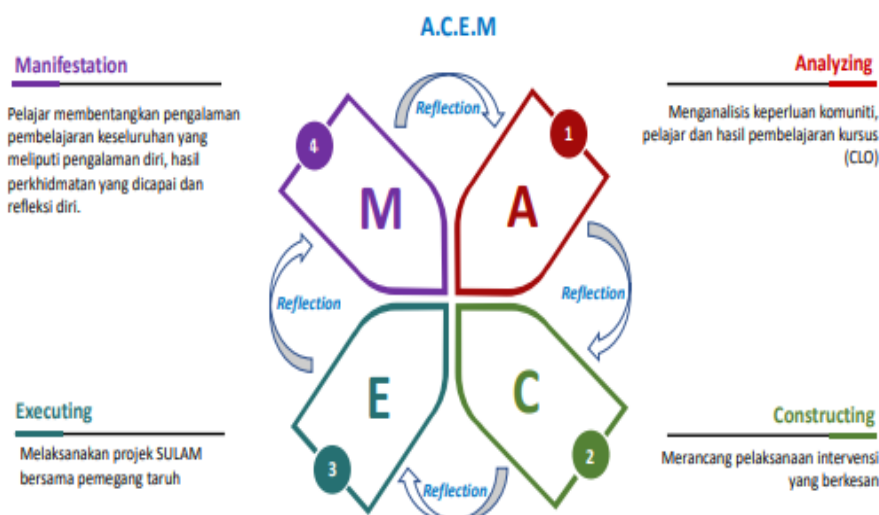 A.C.E.M
Manifestation
Pelajar membentangkan pengalaman
pembelajaran keseluruhan yang
meliputi pengalaman diri, hasil
perkhidmatan yang dicapai dan
refleksi diri.
Analyzing
Menganalisis keperluan komuniti,
pelajar dan hasil pembelajaran kursus
(CLO)
Reflection
4
1
M
A
Reflection
Reflection
E
C
3
2
Reflection
Executing
Melaksanakan projek SULAM
bersama pemegang taruh
Constructing
Merancang pelaksanaan intervensi
yang berkesan